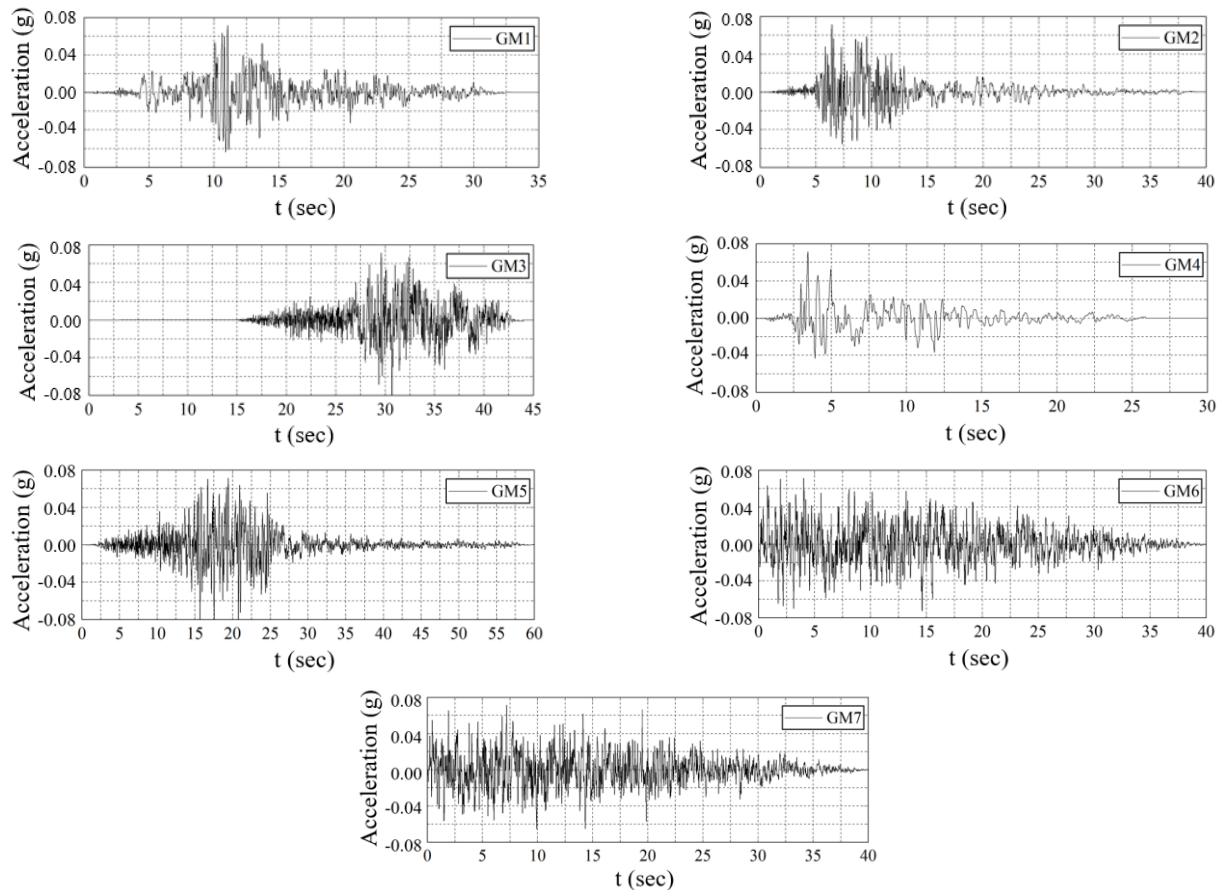 Acceleration (g)
0.08
0.04
0.00
-0.04
-0.08
GM1
0 5 10 15 20 25 30 35
t (sec)
Acceleration (g)
0.08
0.04
0.00
-0.04
-0.08
GM2
0 5 10 15 20 25 30 35 40
t (sec)
Acceleration (g)
0.08
0.04
0.00
-0.04
-0.08
GM3
0 5 10 15 20 25 30 35 40 45
t (sec)
Acceleration (g)
0.08
0.04
0.00
-0.04
-0.08
GM4
0 5 10 15 20 25 30
t (sec)
Acceleration (g)
0.08
0.04
0.00
-0.04
-0.08
GM5
0 5 10 15 20 25 30 35 40 45 50 55 60
t (sec)
Acceleration (g)
0.08
0.04
0.00
-0.04
-0.08
GM6
0 5 10 15 20 25 30 35 40
t (sec)
Acceleration (g)
0.08
0.04
0.00
-0.04
-0.08
GM7
0 5 10 15 20 25 30 35 40
t (sec)